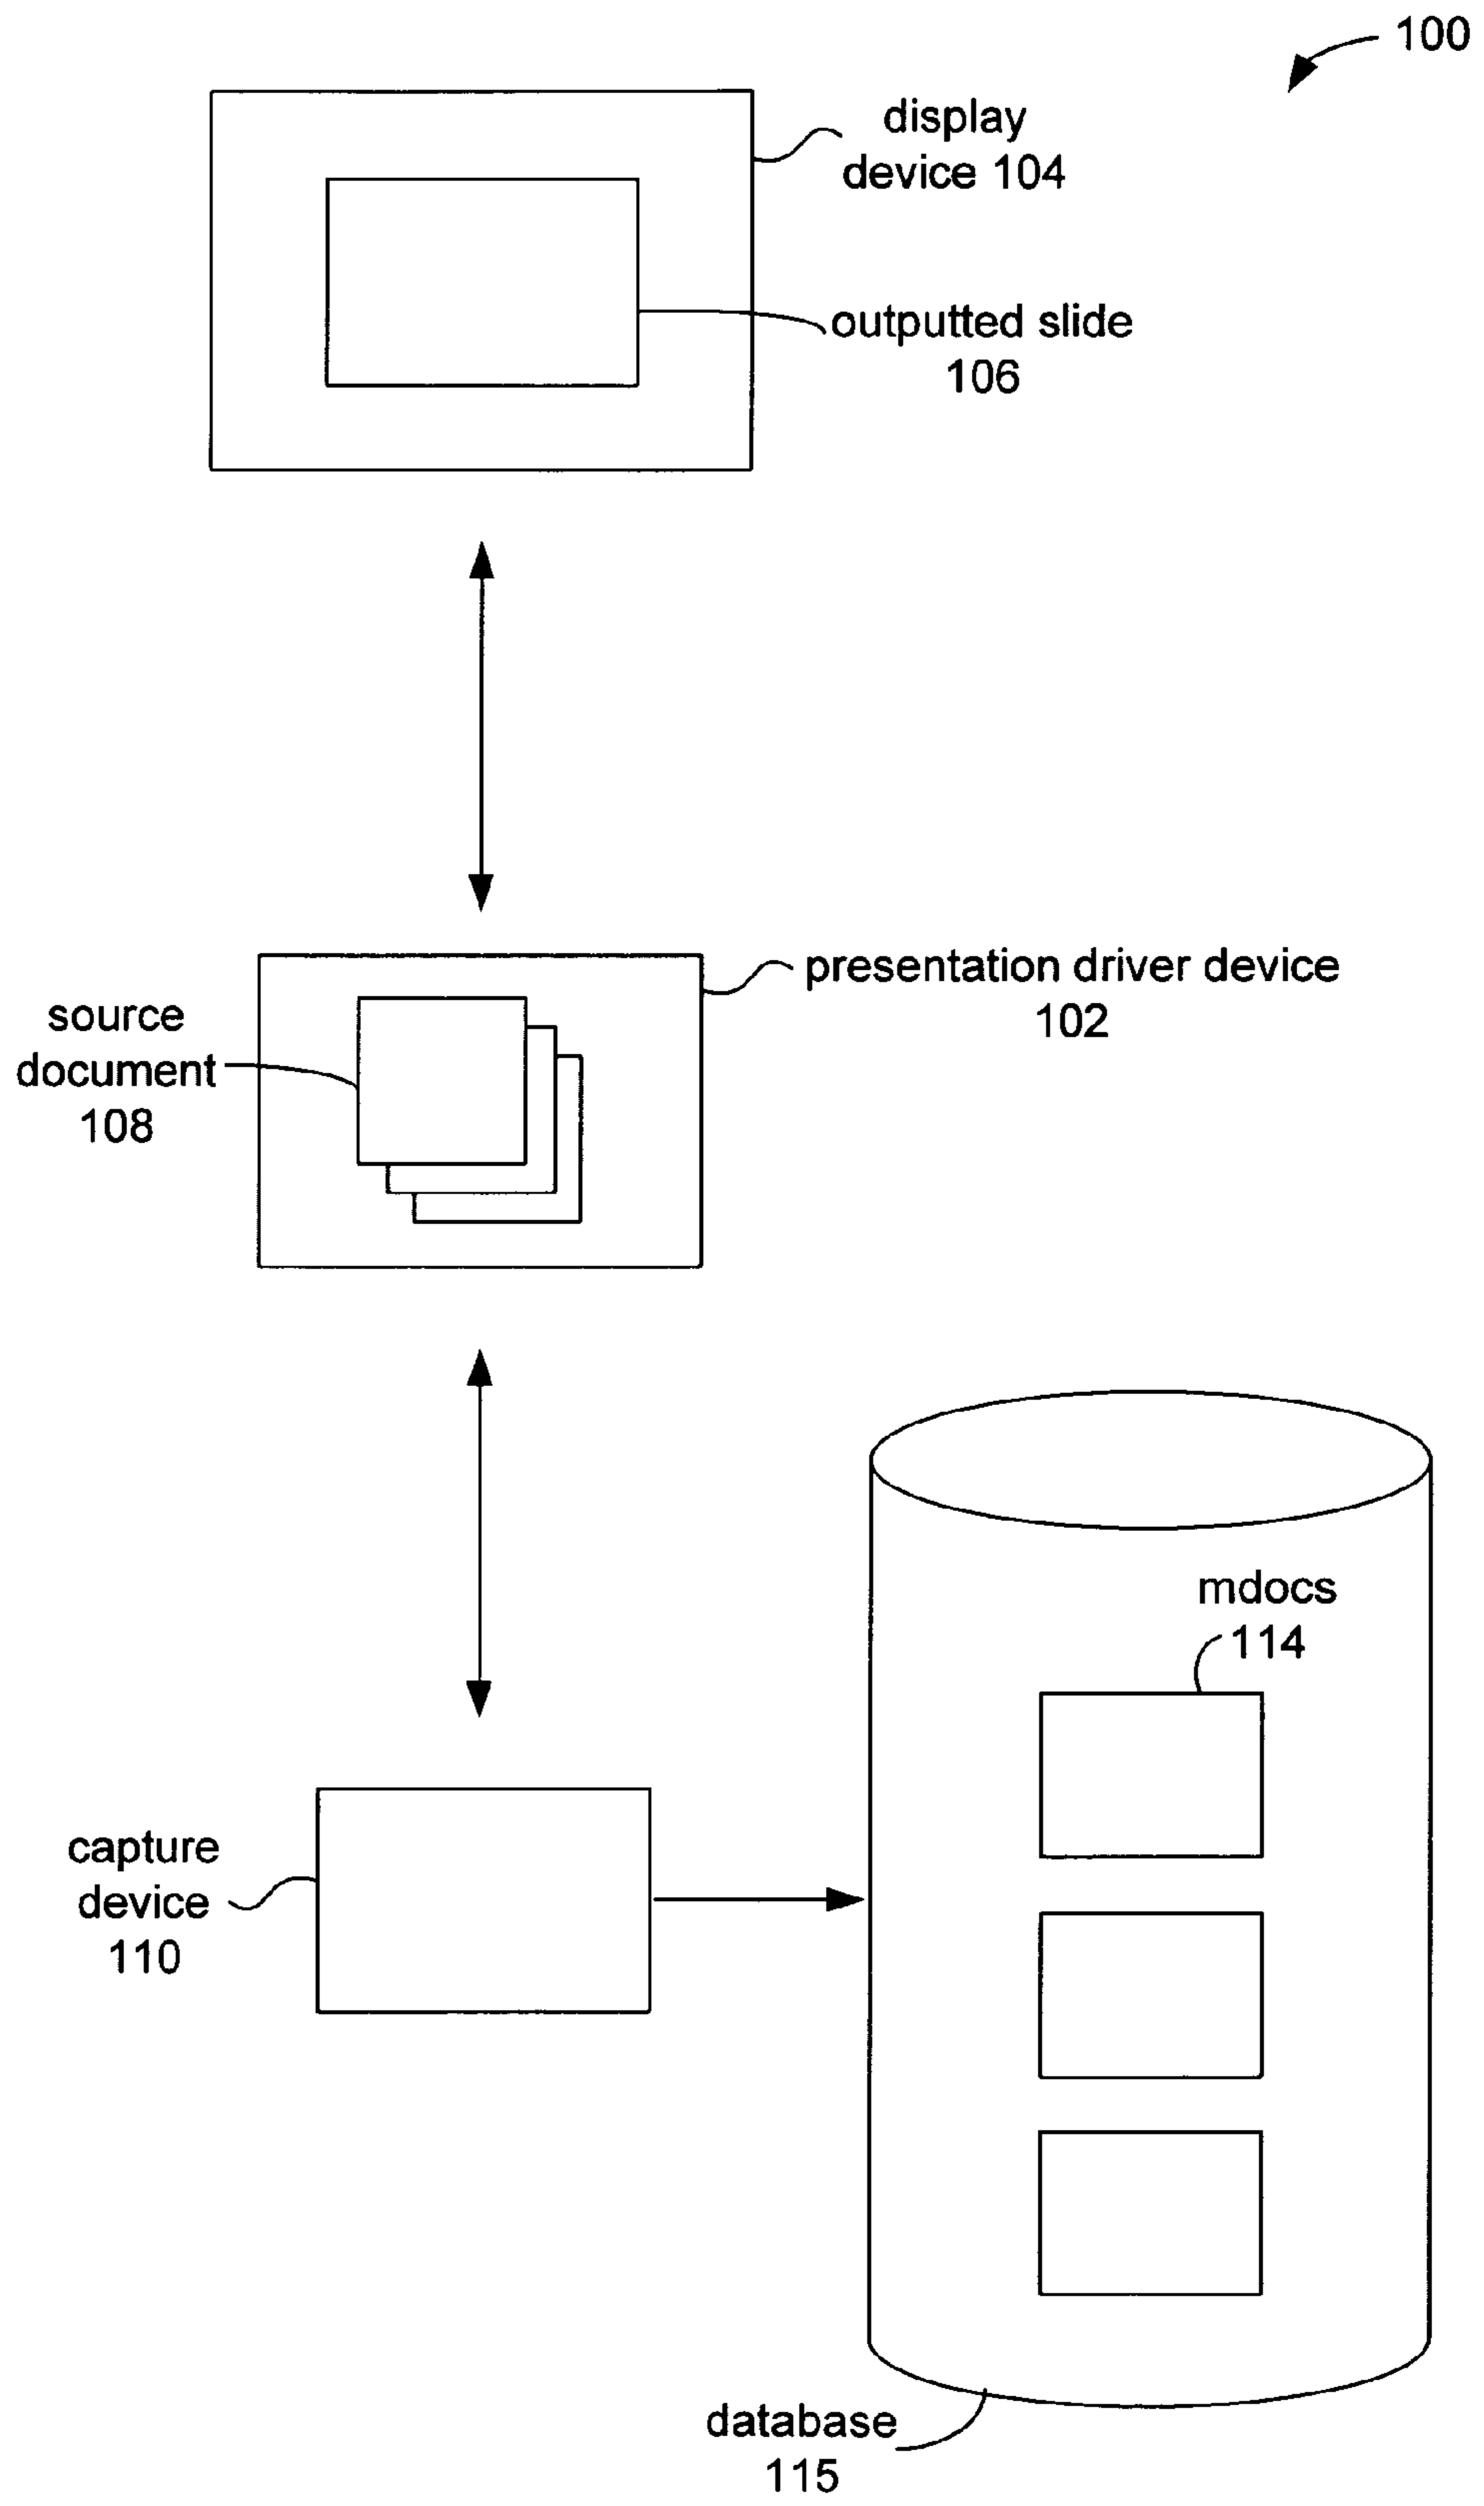 100
display
device 104
outputted slide
106
presentation driver device
102
source
document
108
mdocs
114
capture
device
110
database
115